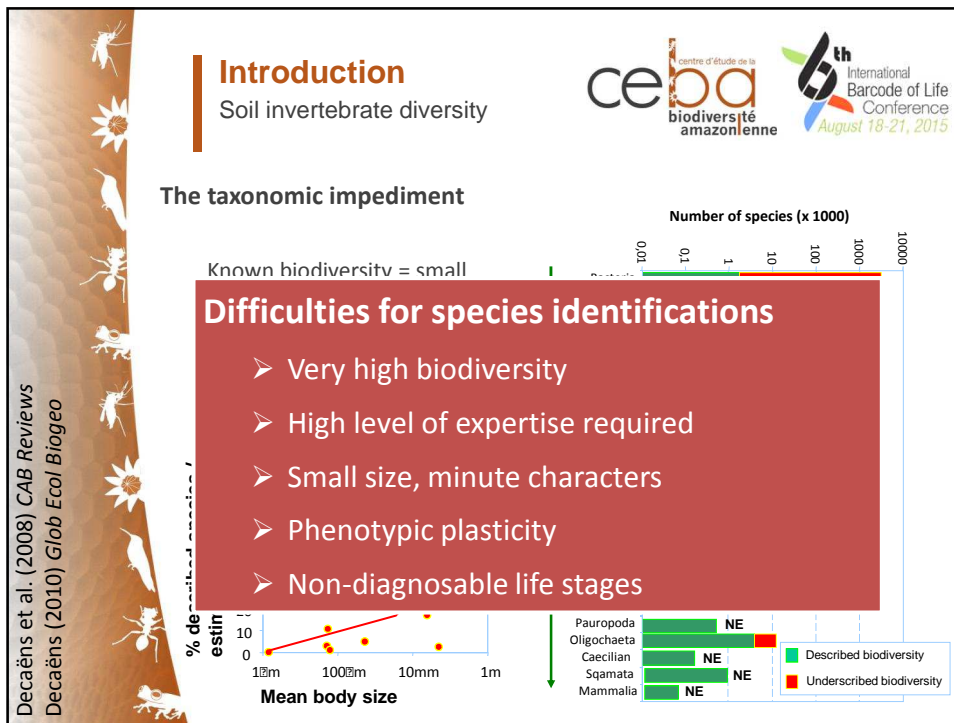 Introduction
Soil invertebrate diversity
ceba
centre d'étude de la
biodiversité
amazonienne
6th
International
Barcode of Life
Conference
August 18-21, 2015
The taxonomic impediment
Known biodiversity = small
Number of species (x 1000)
0,01
0,1
1
10
100
1000
10000
Difficulties for species identifications
➢ Very high biodiversity
➢ High level of expertise required
➢ Small size, minute characters
➢ Phenotypic plasticity
➢ Non-diagnosable life stages
% described species /
10
0
100 m
10mm
1m
Mean body size
Pauropoda NE
Oligochaeta
Caecilian NE
Sqamata NE
Mammalia NE
Described biodiversity
Underscribed biodiversity
Decaëns et al. (2008) CAB Reviews
Decaëns (2010) Glob Ecol Biogeo